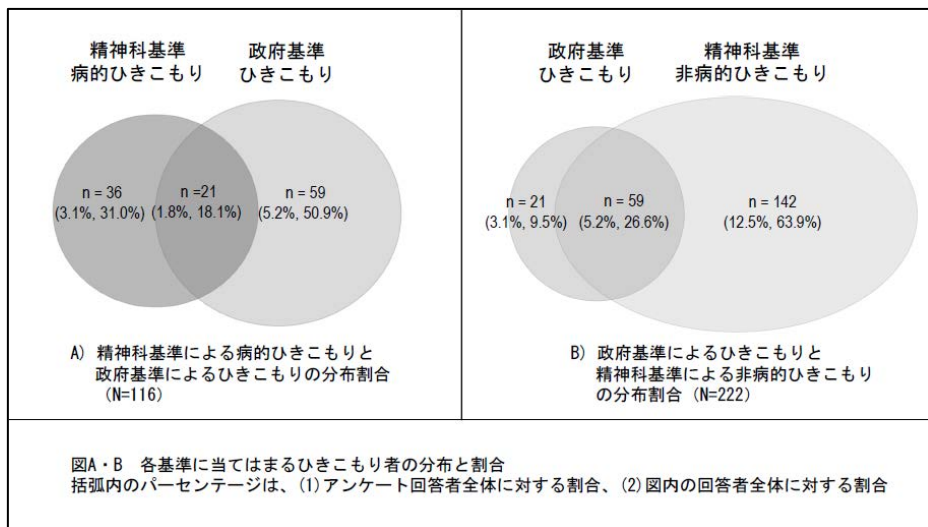 精神科基準
病的ひきこもり
政府基準
ひきこもり
n = 36
(3.1%, 31.0%)
n =21
(1.8%, 18.1%)
n = 59
(5.2%, 50.9%)
A) 精神科基準による病的ひきこもりと
政府基準によるひきこもりの分布割合
(N=116)
政府基準
ひきこもり
精神科基準
非病的ひきこもり
n = 21
(3.1%, 9.5%)
n = 59
(5.2%, 26.6%)
n = 142
(12.5%, 63.9%)
B) 政府基準によるひきこもりと
精神科基準による非病的ひきこもり
の分布割合 (N=222)
図A・B 各基準に当てはまるひきこもり者の分布と割合
括弧内のパーセンテージは、(1)アンケート回答者全体に対する割合、(2)図内の回答者全体に対する割合